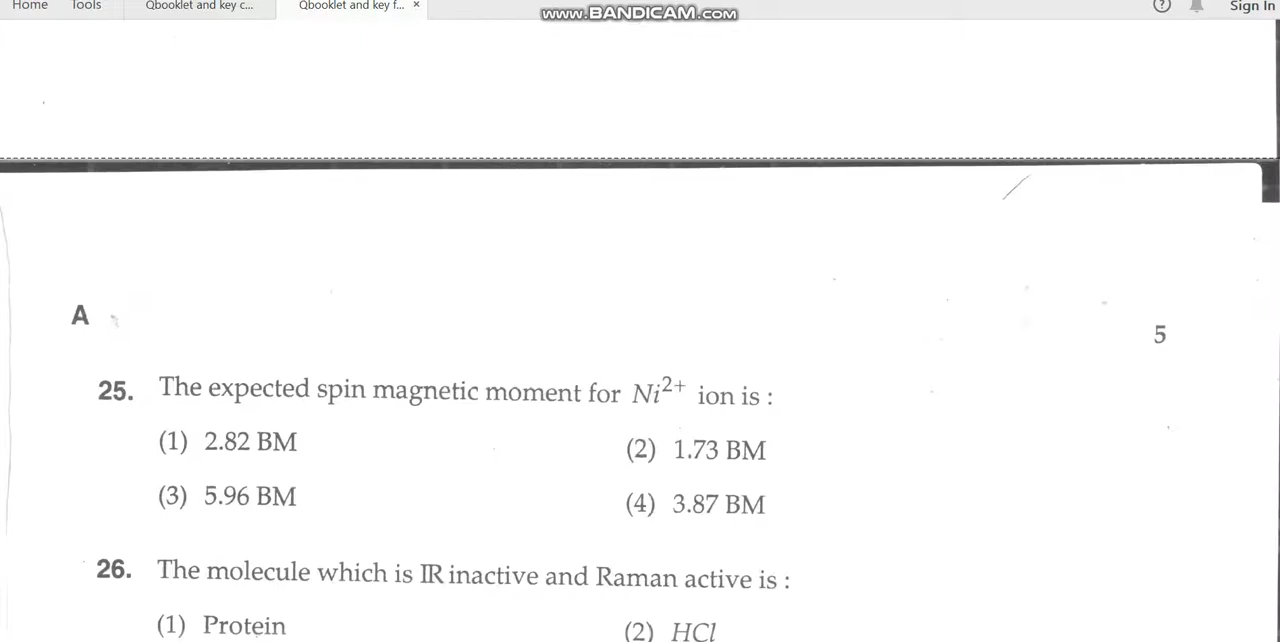 Home Tools Qbooklet and key c... Qbooklet and key f... × www.BANDICAM.com ? Sign In
A
5
25. The expected spin magnetic moment for Ni²⁺ ion is :
(1) 2.82 BM (2) 1.73 BM
(3) 5.96 BM (4) 3.87 BM
26. The molecule which is IR inactive and Raman active is :
(1) Protein (2) HCl